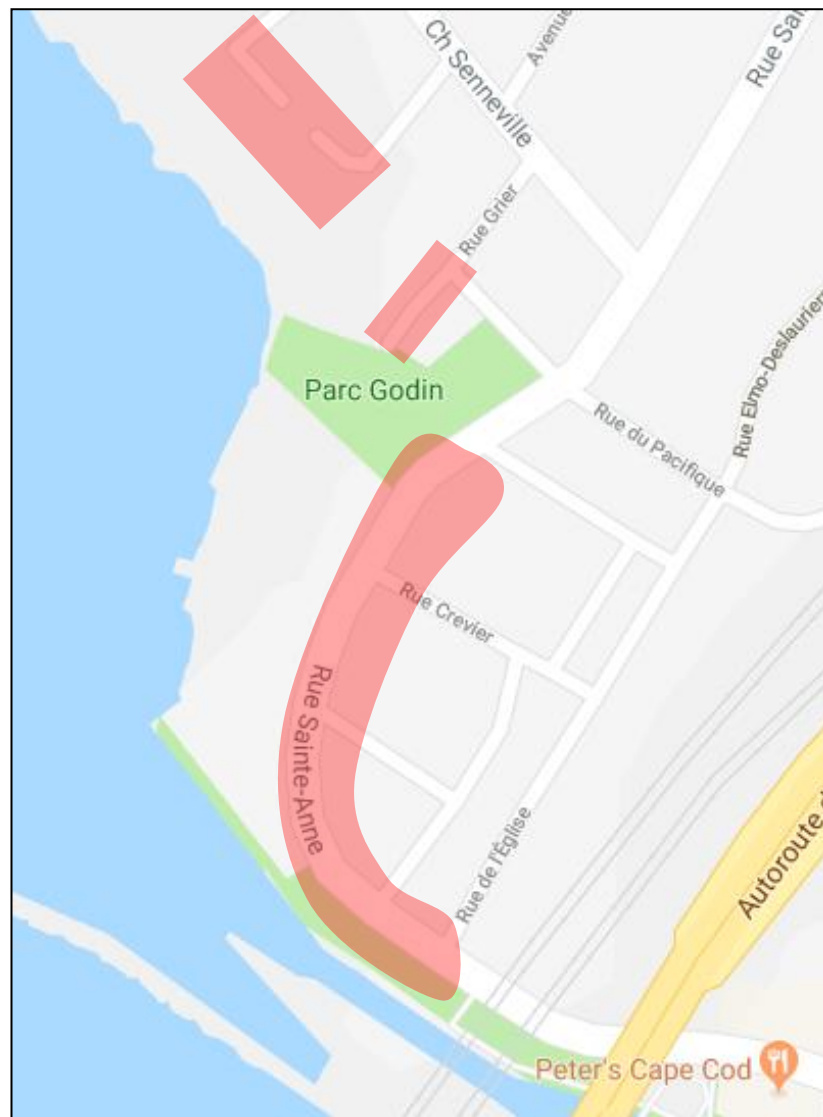 Ch Senneville
Avenue
Rue Sai
Rue Grier
Parc Godin
Rue Elmo-Deslauriers
Rue du Pacifique
Rue Crevier
Rue Sainte-Anne
Rue de l'Église
Autoroute d
Peter's Cape Cod